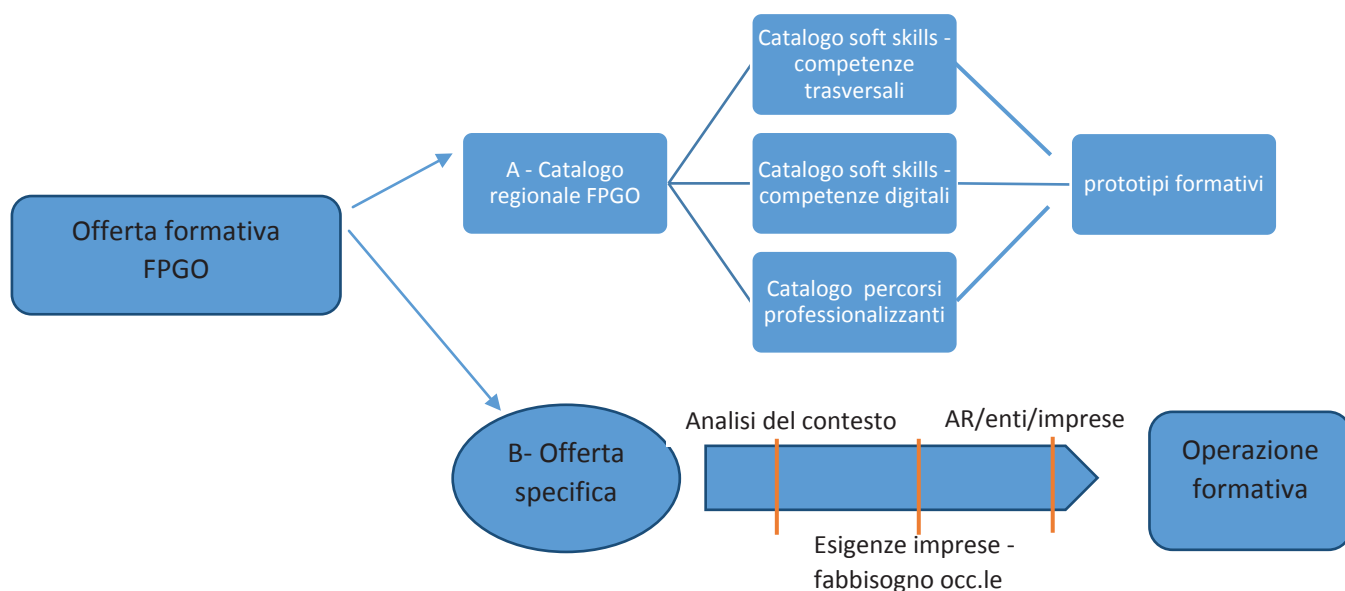 Offerta formativa
FPGO
A - Catalogo
regionale FPGO
Catalogo soft skills -
competenze
trasversali
Catalogo soft skills -
competenze digitali
Catalogo percorsi
professionalizzanti
prototipi formativi
B- Offerta
specifica
Analisi del contesto
Esigenze imprese -
fabbisogno occ.le
AR/enti/imprese
Operazione
formativa